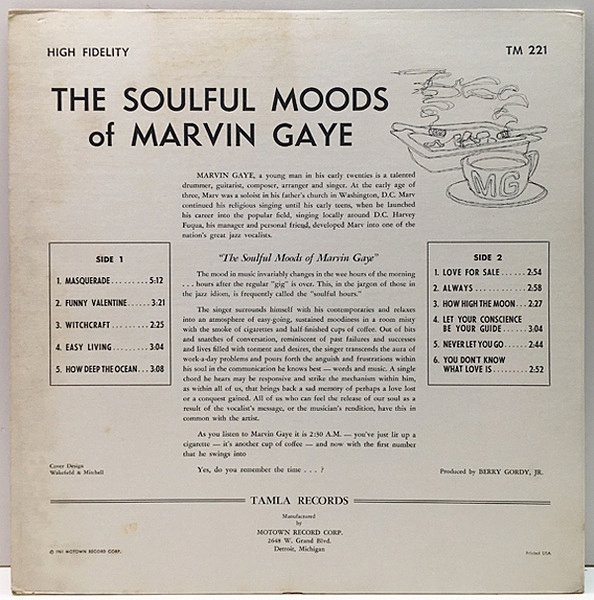 HIGH FIDELITY
TM 221
THE SOULFUL MOODS
of MARVIN GAYE
MG
MARVIN GAYE, a young man in his early twenties is a talented
drummer, guitarist, composer, arranger and singer. At the early age of
three, Marv was a soloist in his father's church in Washington, D.C. Marv
continued his religious singing until his early teens, when he launched
his career into the popular field, singing locally around D.C. Harvey
Fuqua, his manager and personal friend, developed Marv into one of the
nation's great jazz vocalists.
SIDE 1
1. MASQUERADE.........5:12
2. FUNNY VALENTINE.....3:21
3. WITCHCRAFT.........2:25
4. EASY LIVING.........3:04
5. HOW DEEP THE OCEAN...3:08
"The Soulful Moods of Marvin Gaye"
The mood in music invariably changes in the wee hours of the morning
. . . hours after the regular "gig" is over. This, in the jargon of those in
the jazz idiom, is frequently called the "soulful hours."
The singer surrounds himself with his contemporaries and relaxes
into an atmosphere of easy-going, sustained moodiness in a room misty
with the smoke of cigarettes and half-finished cups of coffee. Out of bits
and snatches of conversation, reminiscent of past failures and successes
and lives filled with torment and desires, the singer transcends the aura of
work-a-day problems and pours forth the anguish and frustrations within
his soul in the communication he knows best — words and music. A single
chord he hears may be responsive and strike the mechanism within him,
as within all of us, that brings back a sad memory of perhaps a love lost
or a conquest gained. All of us who can feel the release of our soul as a
result of the vocalist's message, or the musician's rendition, have this in
common with the artist.
As you listen to Marvin Gaye it is 2:30 A.M. — you've just lit up a
cigarette — it's another cup of coffee — and now with the first number
that he swings into
Yes, do you remember the time . . . ?
SIDE 2
1. LOVE FOR SALE......2:54
2. ALWAYS............2:58
3. HOW HIGH THE MOON...2:27
4. LET YOUR CONSCIENCE
BE YOUR GUIDE.....3:04
5. NEVER LET YOU GO.....2:44
6. YOU DON'T KNOW
WHAT LOVE IS........2:52
Cover Design
Wakefield & Mitchell
Produced by BERRY GORDY, JR.
TAMLA RECORDS
Manufactured
by
MOTOWN RECORD CORP.
2648 W. Grand Blvd.
Detroit, Michigan
© 1961 MOTOWN RECORD CORP.
Printed USA